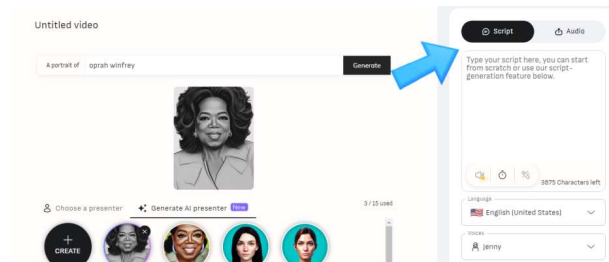 Untitled video
A portrait of oprah winfrey Generate
Choose a presenter Generate AI presenter New 3 / 15 used
+
CREATE
Script Audio
Type your script here, you can start
from scratch or use our script-
generation feature below.
3875 Characters left
Language
English (United States)
Voices
Jenny